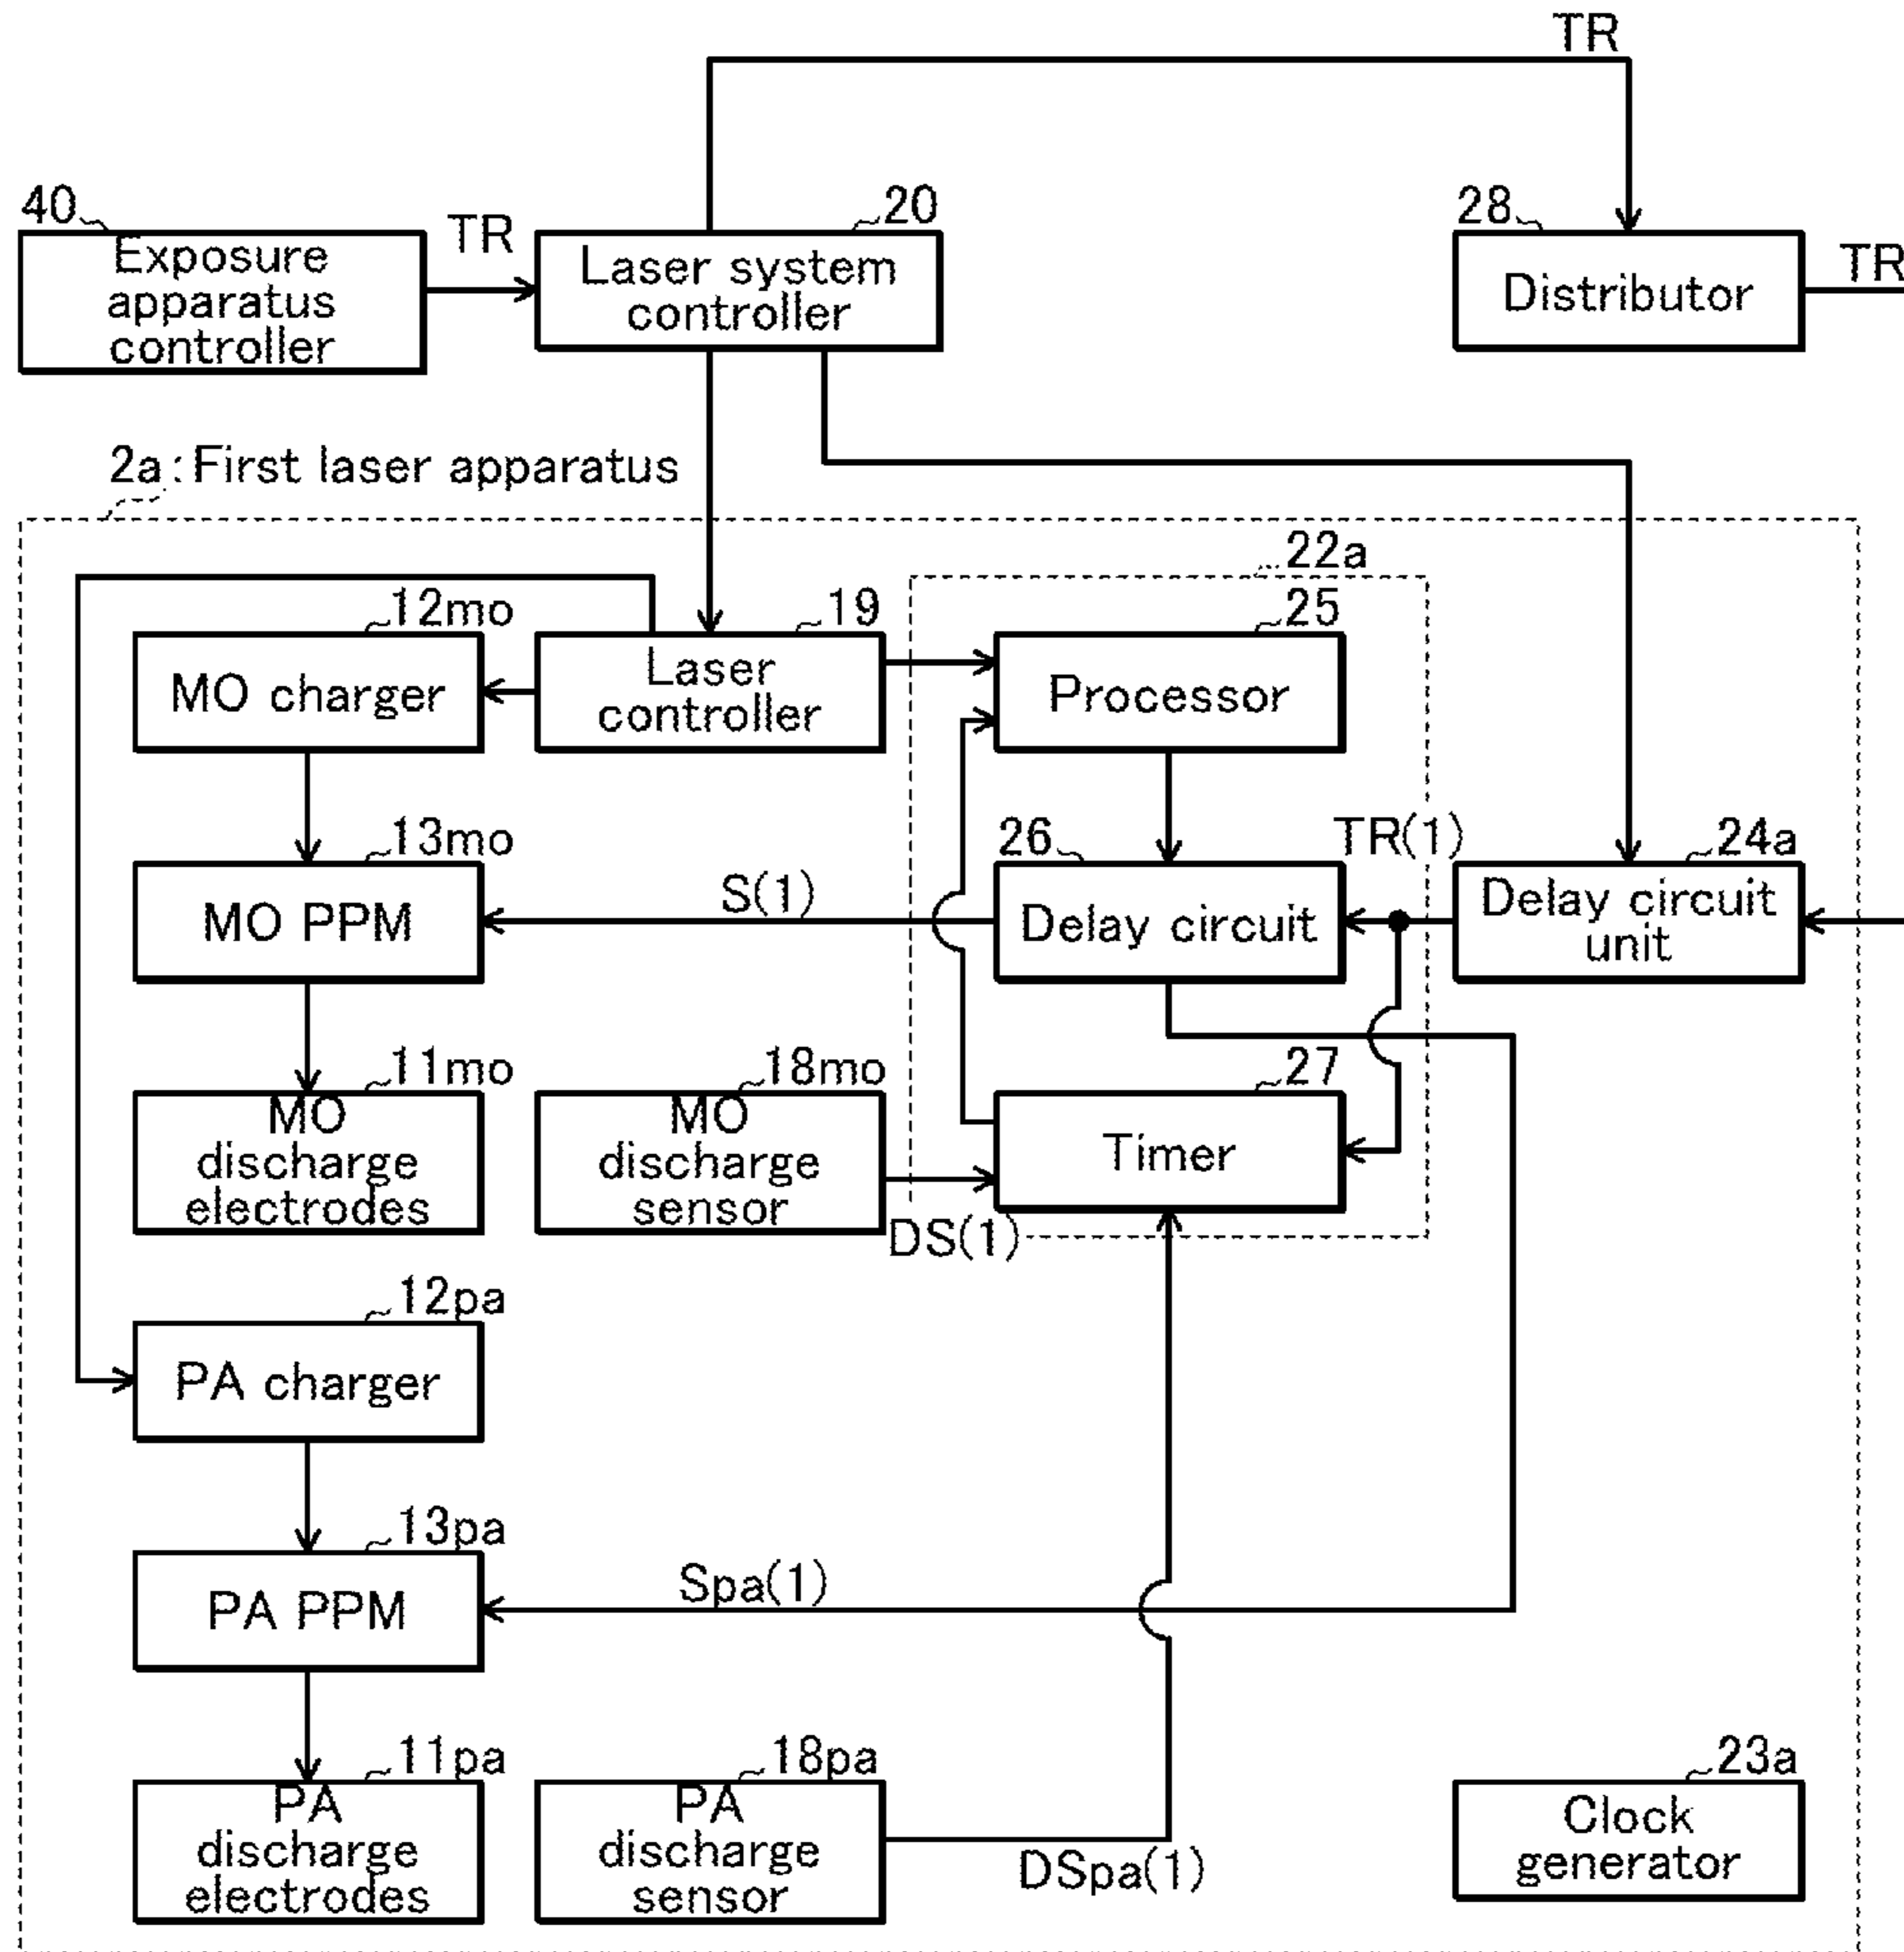 TR
40
TR
20
28
TR
Exposure
apparatus
controller
Laser system
controller
Distributor
2a : First laser apparatus
22a
12mo
19
25
MO charger
Laser
controller
Processor
13mo
26
TR(1)
24a
MO PPM
S(1)
Delay circuit
Delay circuit
unit
11mo
18mo
27
MO
discharge
electrodes
MO
discharge
sensor
Timer
DS(1)
12pa
PA charger
13pa
PA PPM
Spa(1)
11pa
18pa
23a
PA
discharge
electrodes
PA
discharge
sensor
DSpa(1)
Clock
generator